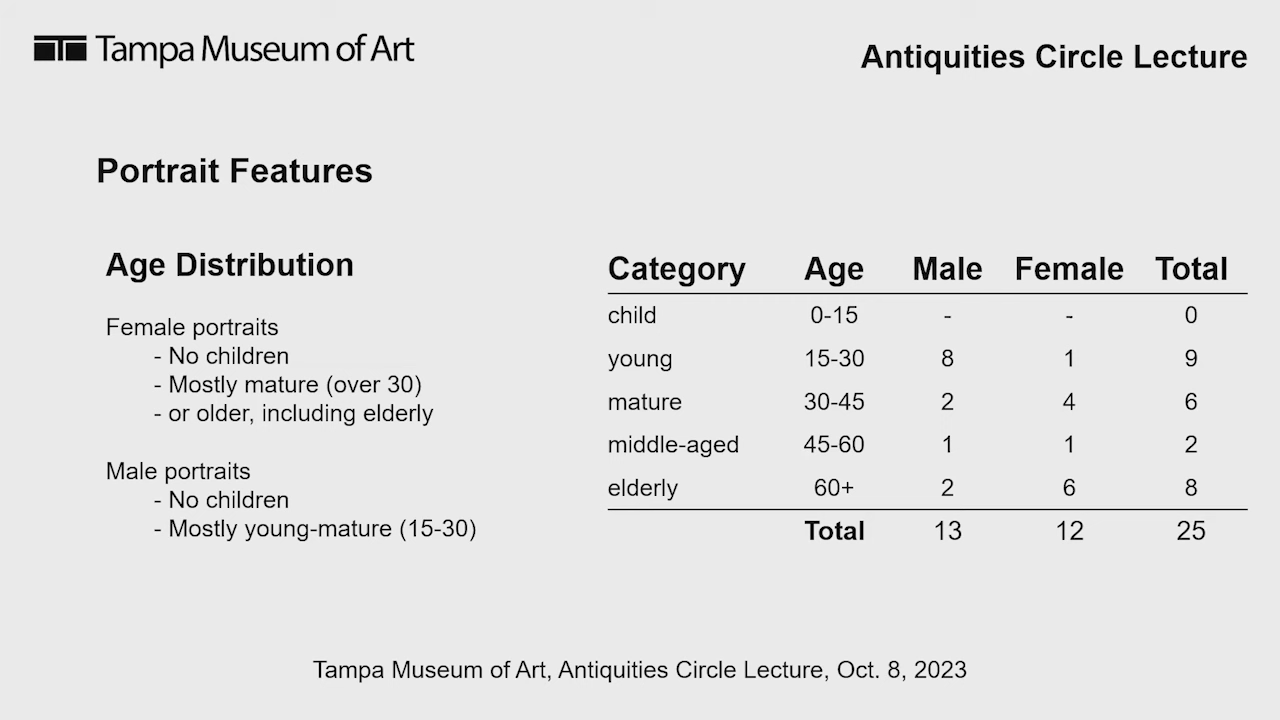 Tampa Museum of Art
Antiquities Circle Lecture
Portrait Features
Age Distribution
Female portraits
- No children
- Mostly mature (over 30)
- or older, including elderly
Male portraits
- No children
- Mostly young-mature (15-30)
Category Age Male Female Total
child 0-15 - - 0
young 15-30 8 1 9
mature 30-45 2 4 6
middle-aged 45-60 1 1 2
elderly 60+ 2 6 8
Total 13 12 25
Tampa Museum of Art, Antiquities Circle Lecture, Oct. 8, 2023